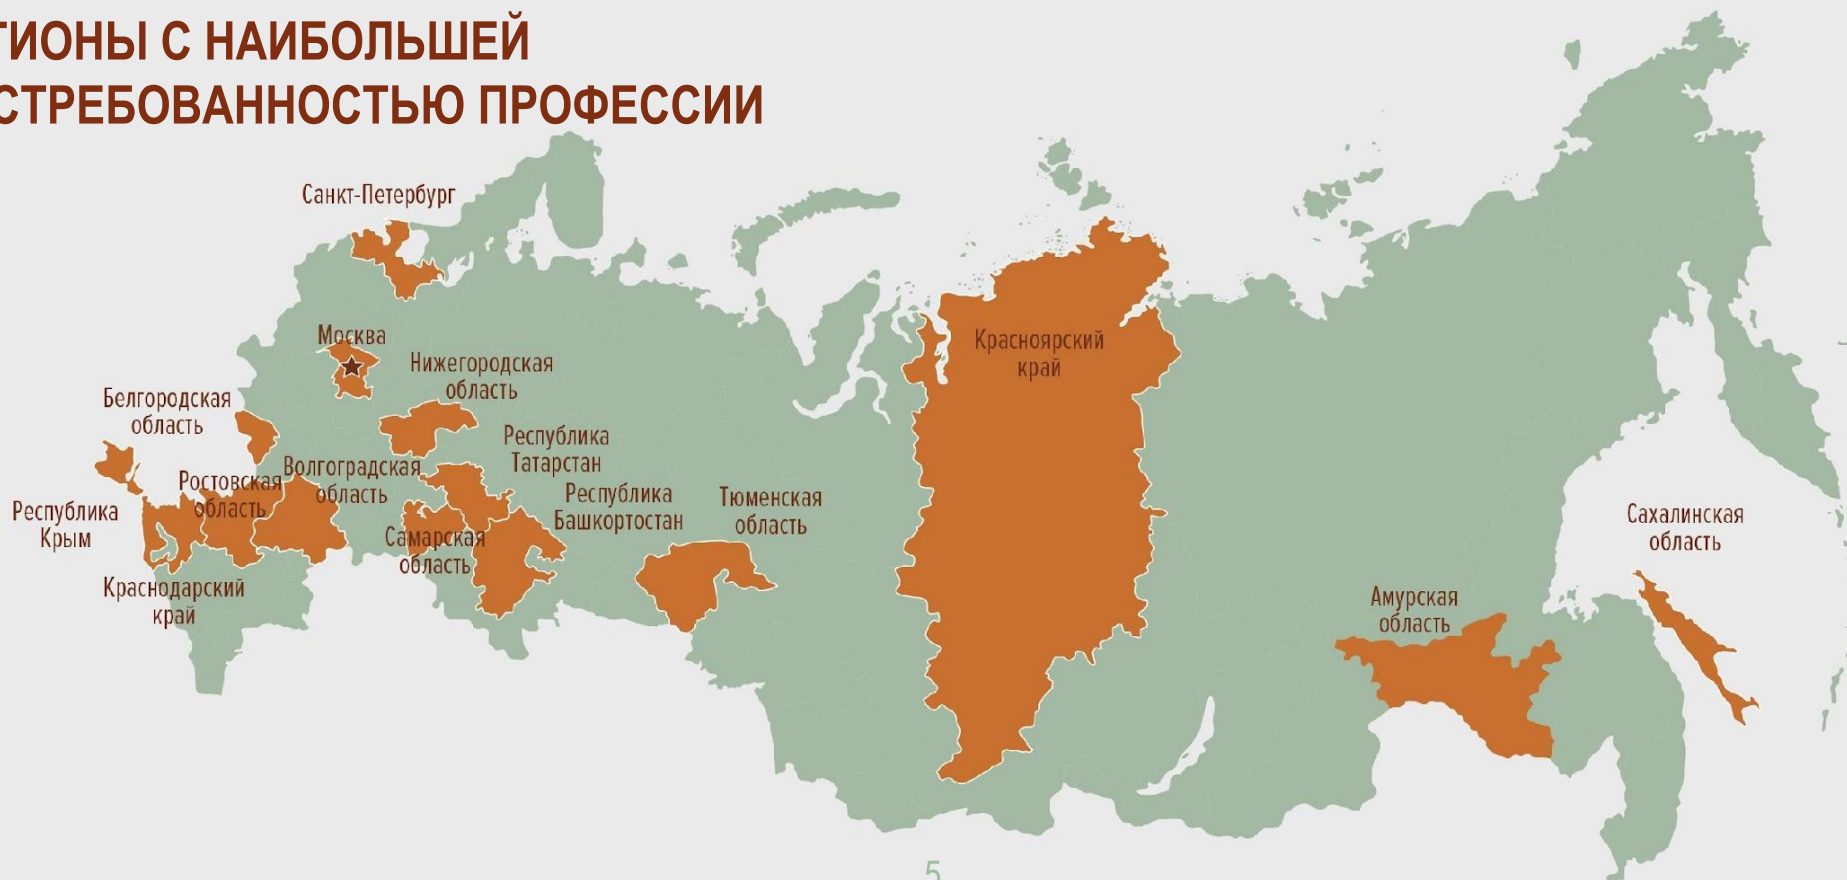 ГИОНЫ С НАИБОЛЬШЕЙ
СТРЕБОВАННОСТЬЮ ПРОФЕССИИ
Санкт-Петербург
Москва
Нижегородская
область
Белгородская
область
Республика
Татарстан
Волгоградская
область
Ростовская
область
Республика
Башкортостан
Тюменская
область
Республика
Крым
Самарская
область
Краснодарский
край
Красноярский
край
Сахалинская
область
Амурская
область
5